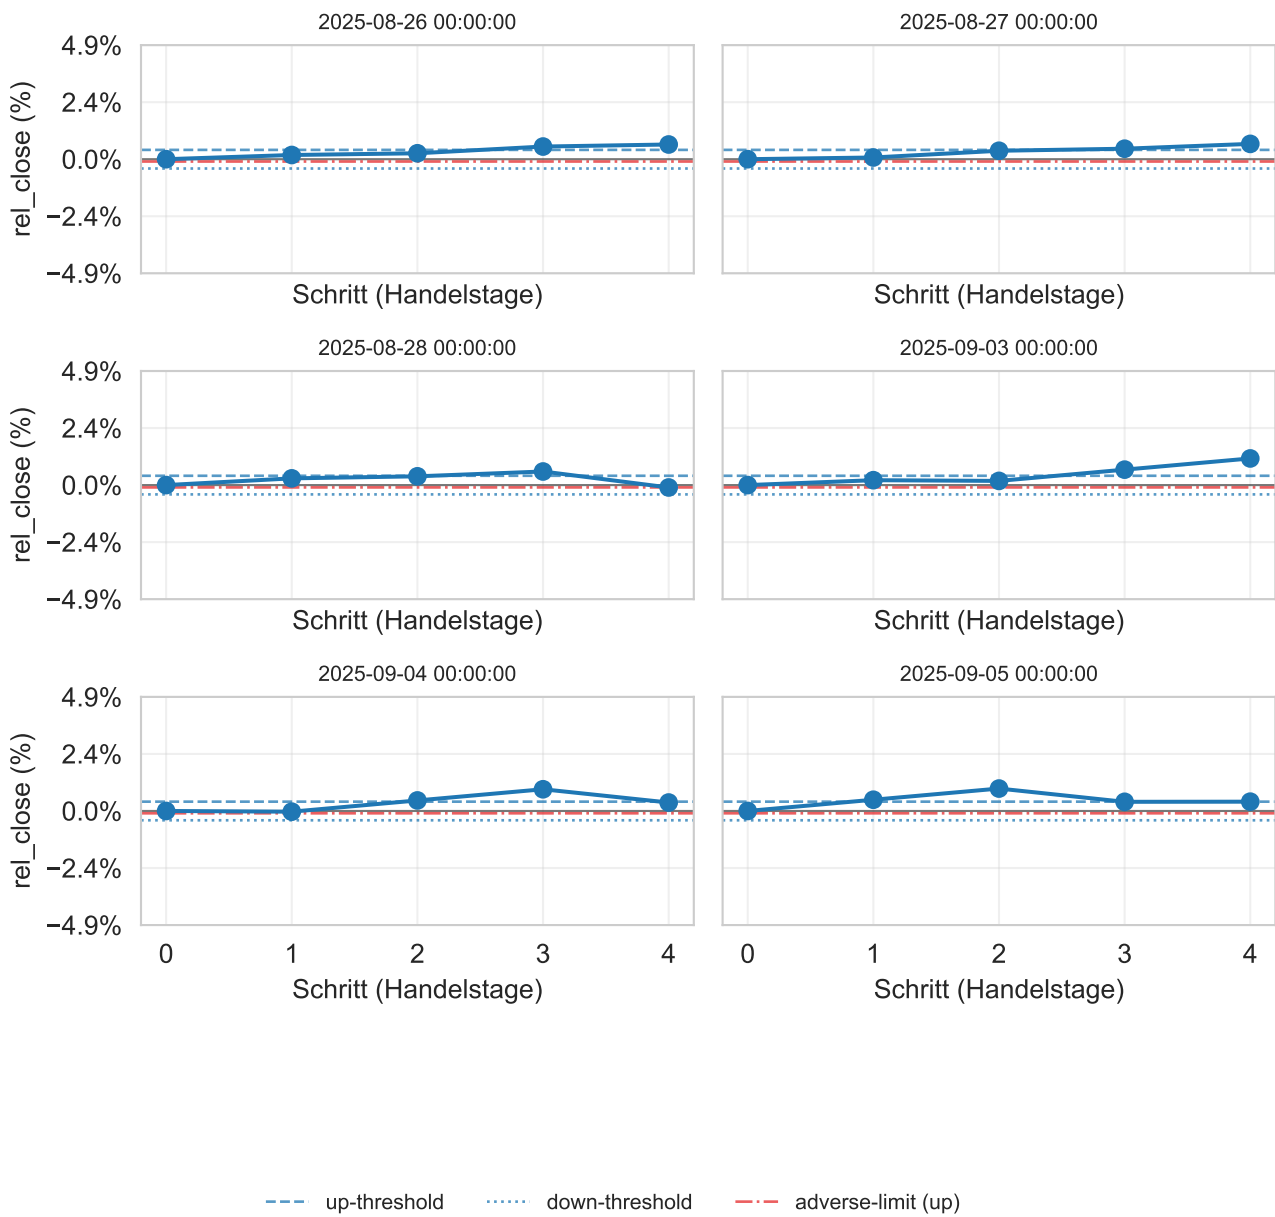 2025-08-26 00:00:00
2025-08-27 00:00:00
4.9%
2.4%
0.0%
−2.4%
−4.9%
rel_close (%)
Schritt (Handelstage)
Schritt (Handelstage)
2025-08-28 00:00:00
2025-09-03 00:00:00
4.9%
2.4%
0.0%
−2.4%
−4.9%
rel_close (%)
Schritt (Handelstage)
Schritt (Handelstage)
2025-09-04 00:00:00
2025-09-05 00:00:00
4.9%
2.4%
0.0%
−2.4%
−4.9%
rel_close (%)
0 1 2 3 4
0 1 2 3 4
Schritt (Handelstage)
Schritt (Handelstage)
up-threshold down-threshold adverse-limit (up)